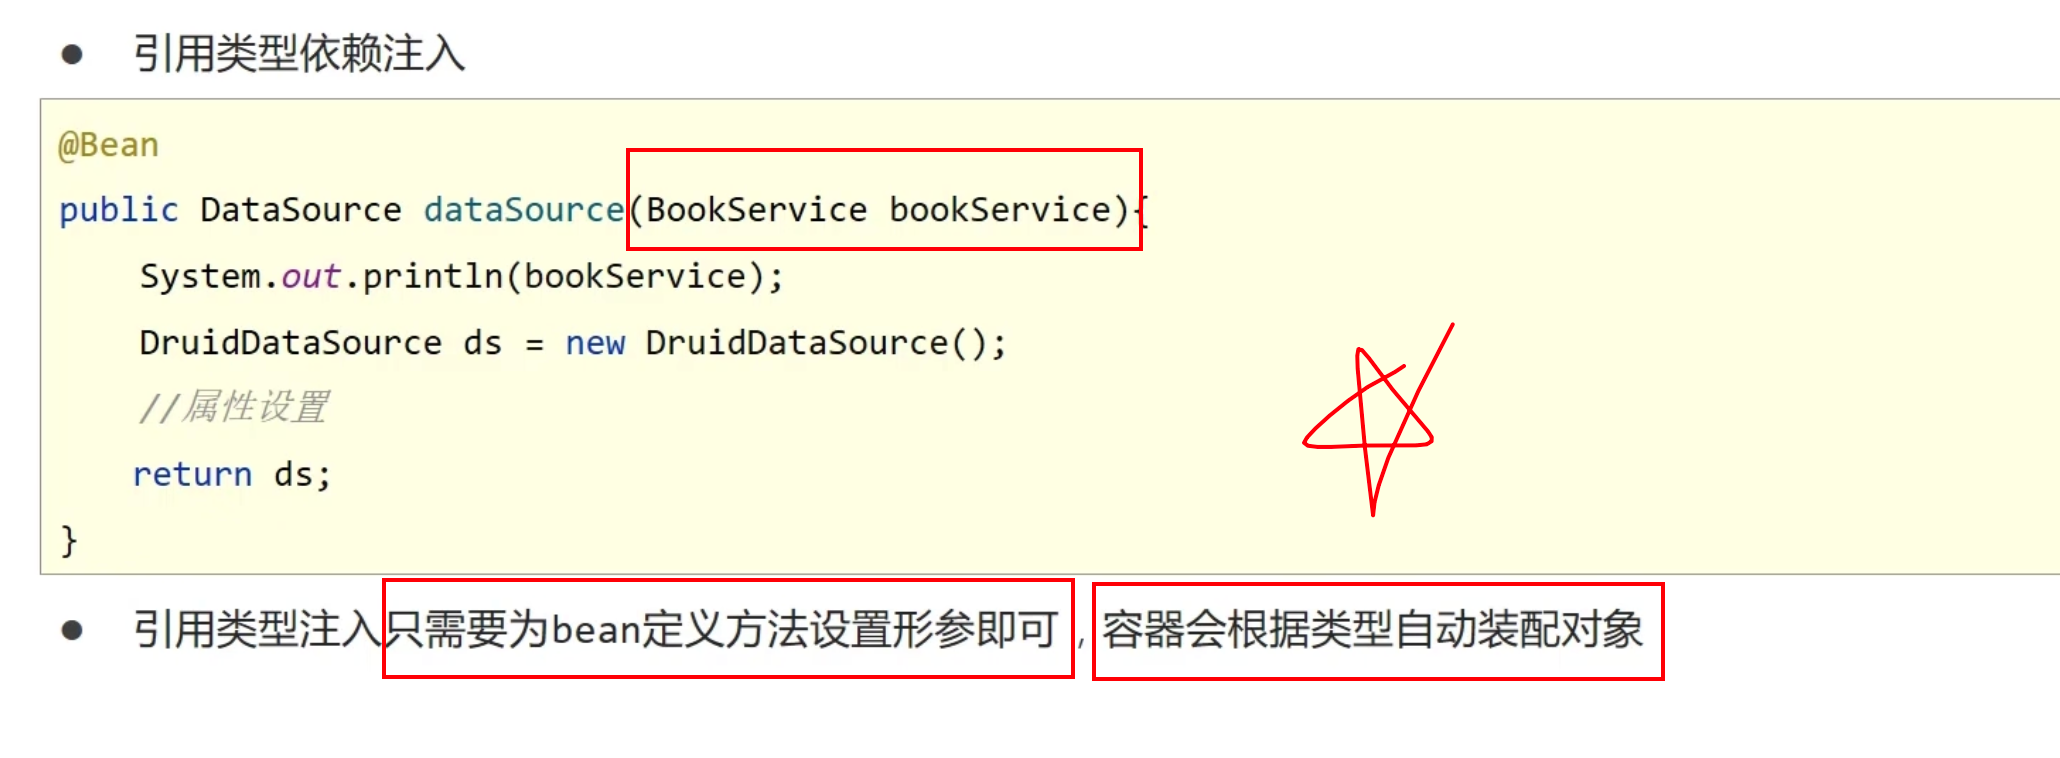 ● 引用类型依赖注入
@Bean
public DataSource dataSource(BookService bookService){
System.out.println(bookService);
DruidDataSource ds = new DruidDataSource();
//属性设置
return ds;
}
● 引用类型注入只需要为bean定义方法设置形参即可，容器会根据类型自动装配对象